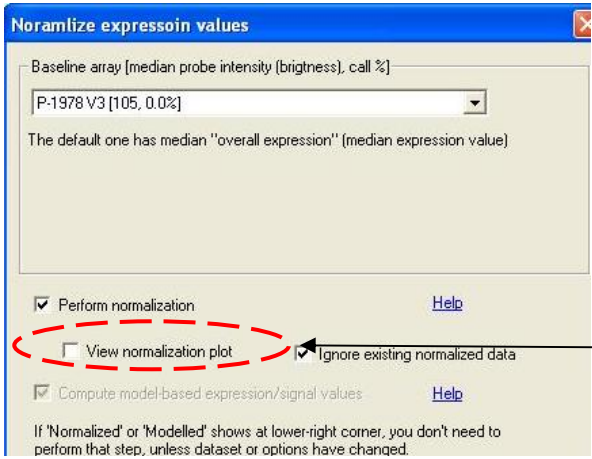 Noramlize expressoin values
Baseline array [median probe intensity (brigtness), call %]
P-1978 V3 [105, 0.0%]
The default one has median "overall expression" (median expression value)
Perform normalization Help
View normalization plot Ignore existing normalized data
Compute model-based expression/signal values Help
If 'Normalized' or 'Modelled' shows at lower-right corner, you don't need to
perform that step, unless dataset or options have changed.